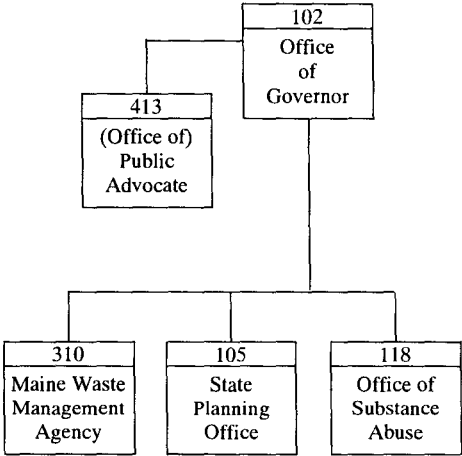 102
Office
of
Governor
413
(Office of)
Public
Advocate
310
Maine Waste
Management
Agency
105
State
Planning
Office
118
Office of
Substance
Abuse